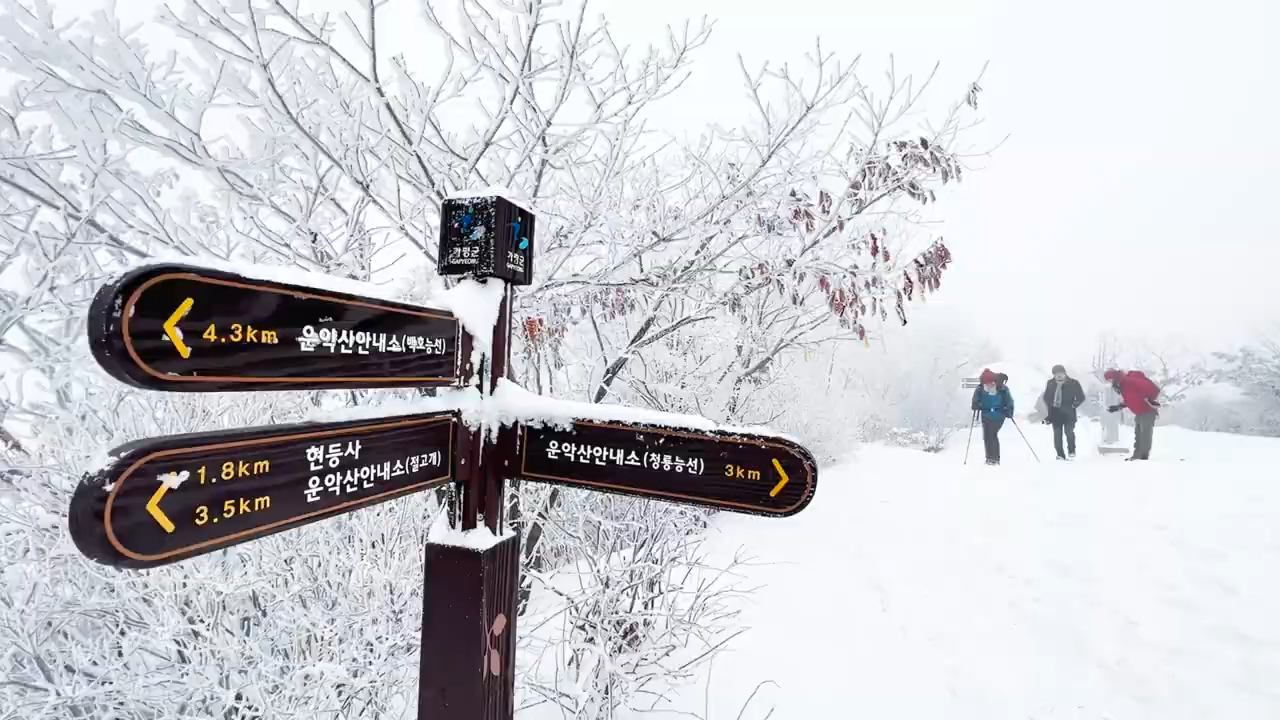 가평군
GAPYEONG
가평군
4.3km 운악산안내소(백호능선)
1.8km 현등사
3.5km 운악산안내소(절고개)
운악산안내소(청룡능선) 3km